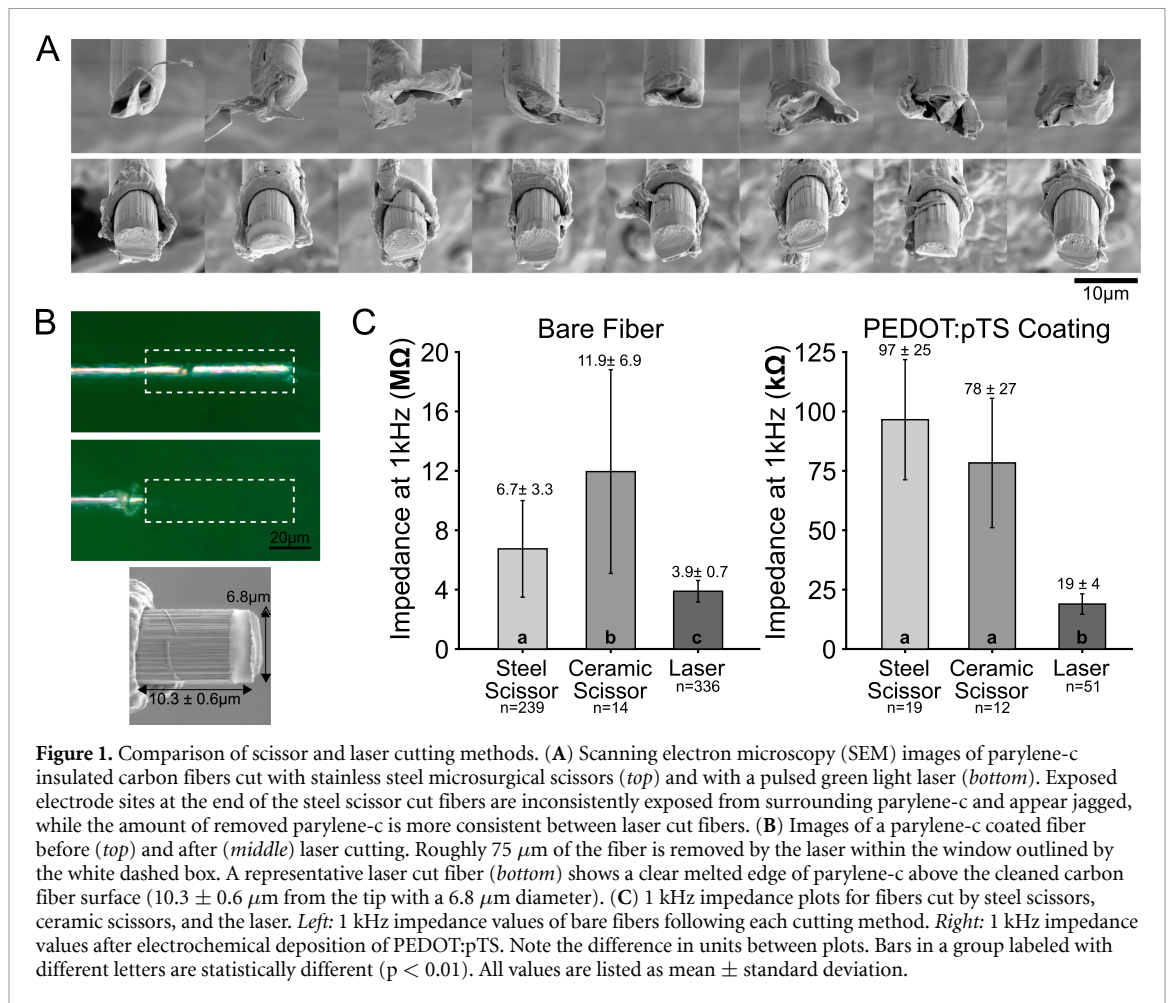 A
10µm
B
20µm
6.8µm
10.3 ± 0.6µm
C
Bare Fiber
Impedance at 1kHz (MΩ)
20
16
12
8
4
0
6.7± 3.3
11.9± 6.9
3.9± 0.7
a
b
c
Steel
Scissor
n=239
Ceramic
Scissor
n=14
Laser
n=336
PEDOT:pTS Coating
Impedance at 1kHz (kΩ)
125
100
75
50
25
0
97 ± 25
78 ± 27
19 ± 4
a
a
b
Steel
Scissor
n=19
Ceramic
Scissor
n=12
Laser
n=51
Figure 1. Comparison of scissor and laser cutting methods. (A) Scanning electron microscopy (SEM) images of parylene-c
insulated carbon fibers cut with stainless steel microsurgical scissors (top) and with a pulsed green light laser (bottom). Exposed
electrode sites at the end of the steel scissor cut fibers are inconsistently exposed from surrounding parylene-c and appear jagged,
while the amount of removed parylene-c is more consistent between laser cut fibers. (B) Images of a parylene-c coated fiber
before (top) and after (middle) laser cutting. Roughly 75 µm of the fiber is removed by the laser within the window outlined by
the white dashed box. A representative laser cut fiber (bottom) shows a clear melted edge of parylene-c above the cleaned carbon
fiber surface (10.3 ± 0.6 µm from the tip with a 6.8 µm diameter). (C) 1 kHz impedance plots for fibers cut by steel scissors,
ceramic scissors, and the laser. Left: 1 kHz impedance values of bare fibers following each cutting method. Right: 1 kHz impedance
values after electrochemical deposition of PEDOT:pTS. Note the difference in units between plots. Bars in a group labeled with
different letters are statistically different (p < 0.01). All values are listed as mean ± standard deviation.